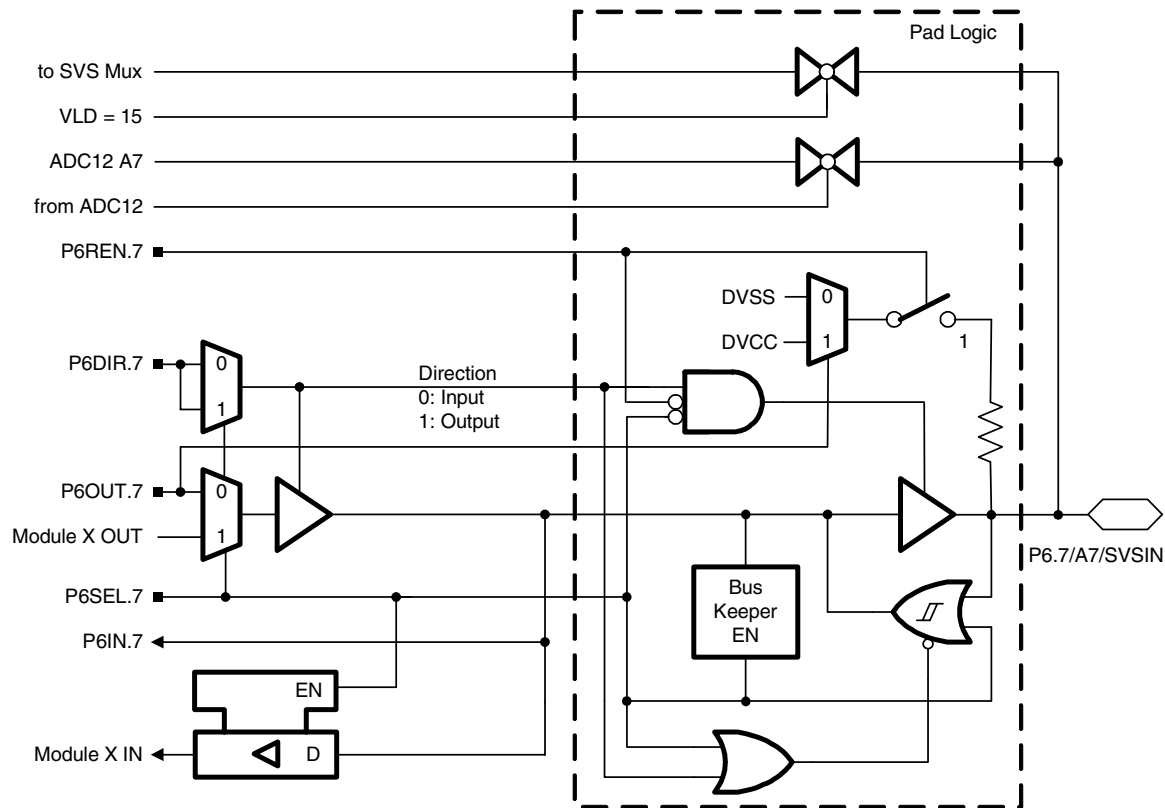 Pad Logic
to SVS Mux
VLD = 15
ADC12 A7
from ADC12
P6REN.7
DVSS
0
DVCC
1
1
P6DIR.7
0
1
Direction
0: Input
1: Output
P6OUT.7
0
Module X OUT
1
P6.7/A7/SVSIN
P6SEL.7
Bus
Keeper
EN
P6IN.7
EN
Module X IN
D